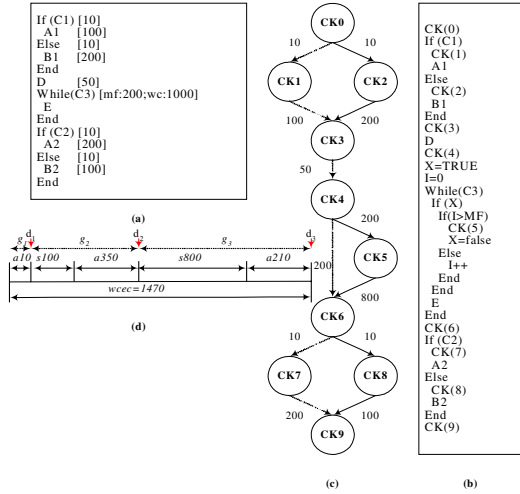 If (C1) [10]
A1 [100]
Else [10]
B1 [200]
End
D [50]
While(C3) [mf:200;wc:1000]
E
End
If (C2) [10]
A2 [200]
Else [10]
B2 [100]
End
(a)
d1 d2 d3
g1 g2 g3
a10 s100 a350 s800 a210
wcec=1470
(d)
CK0
10 10
CK1 CK2
100 200
CK3
50
CK4
200
CK5
200
800
CK6
10 10
CK7 CK8
200 100
CK9
(c)
CK(0)
If (C1)
CK(1)
A1
Else
CK(2)
B1
End
CK(3)
D
CK(4)
X=TRUE
I=0
While(C3)
If (X)
If(I>MF)
CK(5)
X=false
Else
I++
End
End
E
End
CK(6)
If (C2)
CK(7)
A2
Else
CK(8)
B2
End
CK(9)
(b)